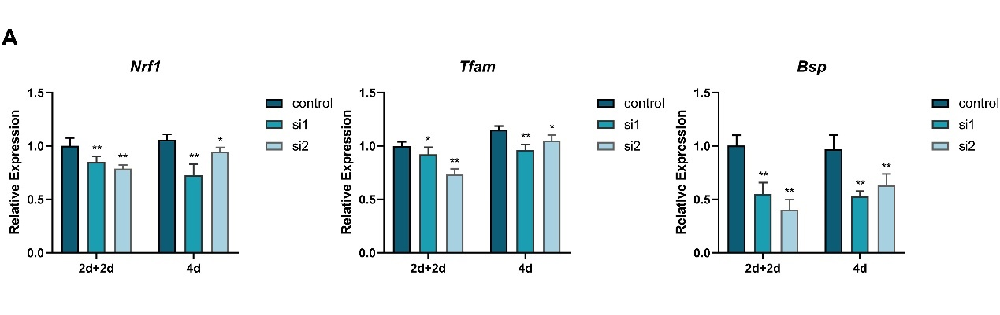 A
Nrf1
Relative Expression
1.5
1.0
0.5
0.0
** ** ** *
2d+2d 4d
control
si1
si2
Tfam
Relative Expression
1.5
1.0
0.5
0.0
* ** ** *
2d+2d 4d
control
si1
si2
Bsp
Relative Expression
1.5
1.0
0.5
0.0
** ** ** **
2d+2d 4d
control
si1
si2